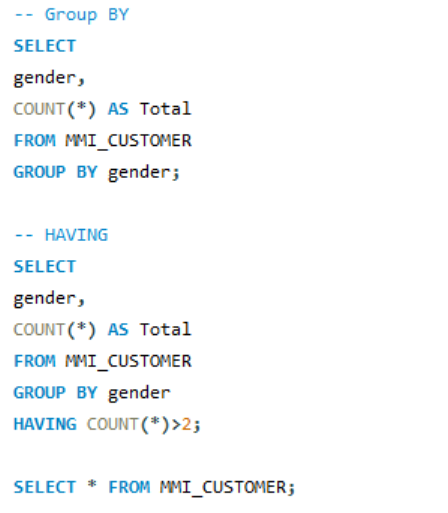 -- Group BY
SELECT
gender,
COUNT(*) AS Total
FROM MMI_CUSTOMER
GROUP BY gender;
-- HAVING
SELECT
gender,
COUNT(*) AS Total
FROM MMI_CUSTOMER
GROUP BY gender
HAVING COUNT(*)>2;
SELECT * FROM MMI_CUSTOMER;